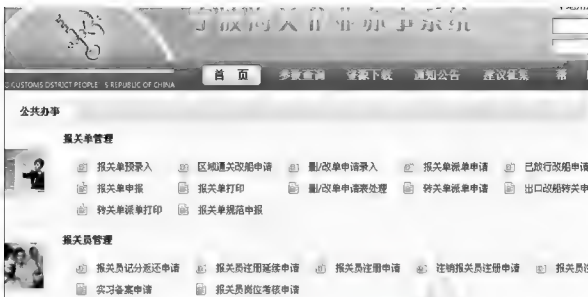 首 页 参数查询 资源下载 通知公告 建议征集 帮
CUSTOMS DISTRICT PEOPLE S REPUBLIC OF CHINA
公共办事
报关单管理
报关单预录入 区域通关改船申请 删/改单申请录入 报关单派单申请 已放行改船申请
报关单申报 报关单打印 删/改单申请表处理 转关单派单申请 出口改船转关申
转关单派单打印 报关单规范申报
报关员管理
报关员记分返还申请 报关员注册延续申请 报关员注册申请 注销报关员注册申请 报关员
实习备案申请 报关员岗位考核申请